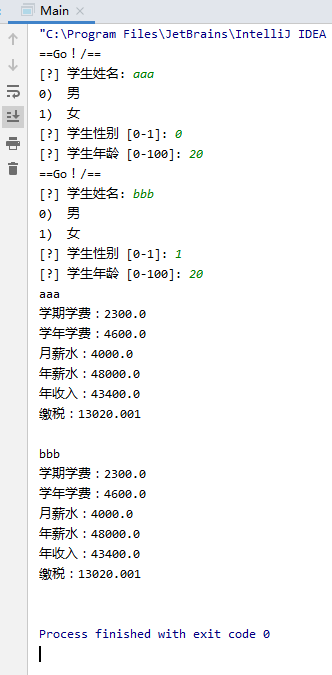 Main
"C:\Program Files\JetBrains\IntelliJ IDEA
==Go！/==
[?] 学生姓名: aaa
0)  男
1)  女
[?] 学生性别 [0-1]: 0
[?] 学生年龄 [0-100]: 20
==Go！/==
[?] 学生姓名: bbb
0)  男
1)  女
[?] 学生性别 [0-1]: 1
[?] 学生年龄 [0-100]: 20
aaa
学期学费：2300.0
学年学费：4600.0
月薪水：4000.0
年薪水：48000.0
年收入：43400.0
缴税：13020.001
bbb
学期学费：2300.0
学年学费：4600.0
月薪水：4000.0
年薪水：48000.0
年收入：43400.0
缴税：13020.001
Process finished with exit code 0